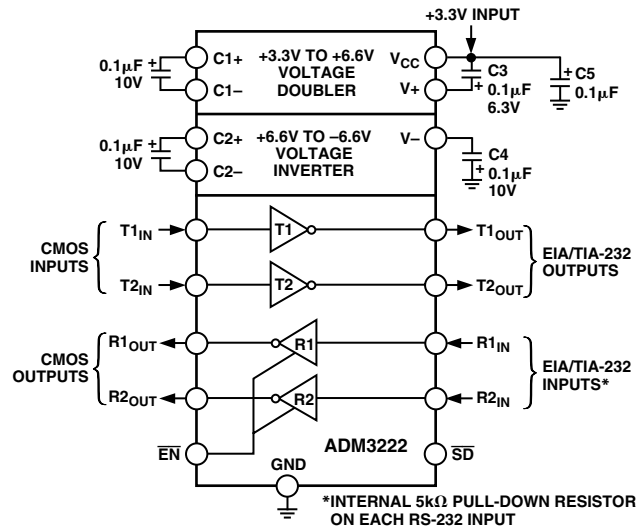 +3.3V INPUT
0.1µF
10V
+
C1+
C1–
+3.3V TO +6.6V
VOLTAGE
DOUBLER
VCC
V+
C3
+ 0.1µF
6.3V
+ C5
0.1µF
0.1µF
10V
+
C2+
C2–
+6.6V TO –6.6V
VOLTAGE
INVERTER
V–
C4
+ 0.1µF
10V
CMOS
INPUTS
T1IN
T2IN
T1
T2
T1OUT
T2OUT
EIA/TIA-232
OUTPUTS
CMOS
OUTPUTS
R1OUT
R2OUT
R1
R2
R1IN
R2IN
EIA/TIA-232
INPUTS*
EN
ADM3222
SD
GND
*INTERNAL 5kΩ PULL-DOWN RESISTOR
ON EACH RS-232 INPUT